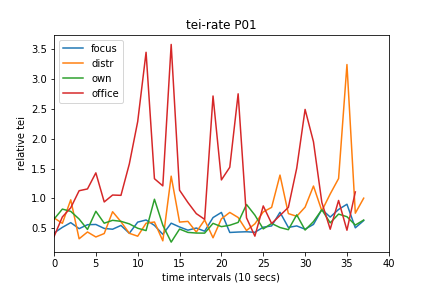 tei-rate P01
relative tei
3.5
3.0
2.5
2.0
1.5
1.0
0.5
focus
distr
own
office
0 5 10 15 20 25 30 35 40
time intervals (10 secs)